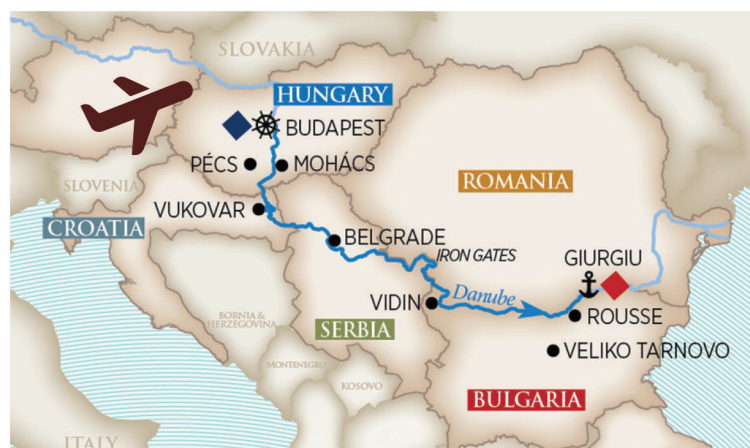 SLOVAKIA
HUNGARY
BUDAPEST
PÉCS
MOHÁCS
SLOVENIA
ROMANIA
VUKOVAR
CROATIA
BELGRADE
IRON GATES
GIURGIU
VIDIN
Danube
BORNIA &
HERZEGOVINA
SERBIA
ROUSSE
VELIKO TARNOVO
MONTENEGRO
KOSOVO
BULGARIA
ITALY